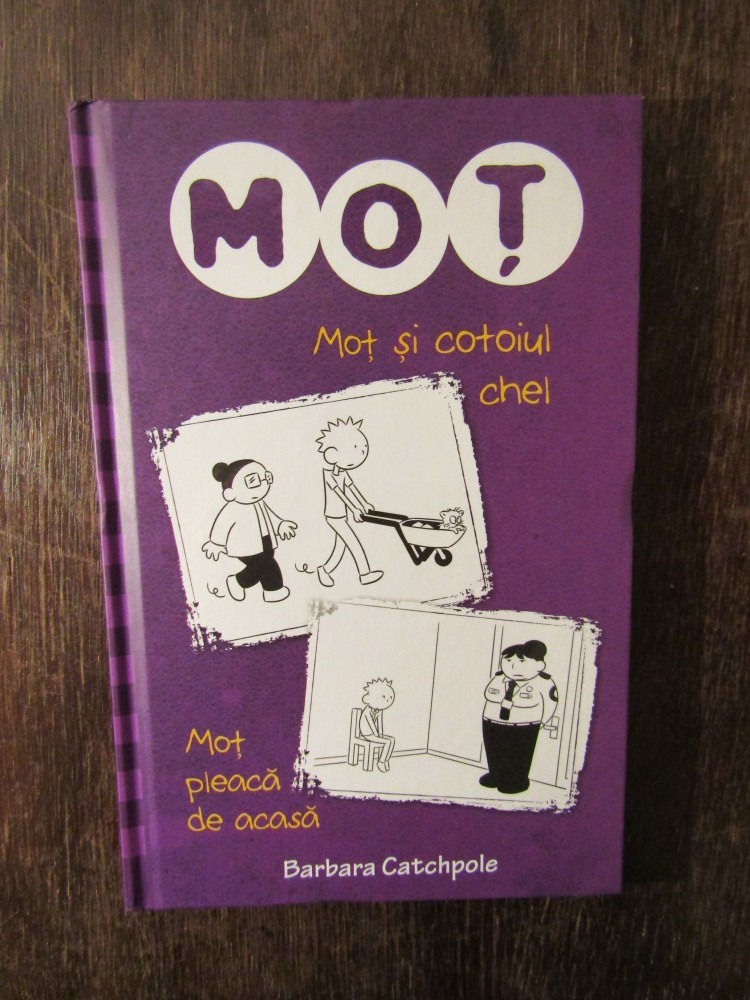 MOȚ
Moț și cotoiul
chel
Moț
pleacă
de acasă
Barbara Catchpole